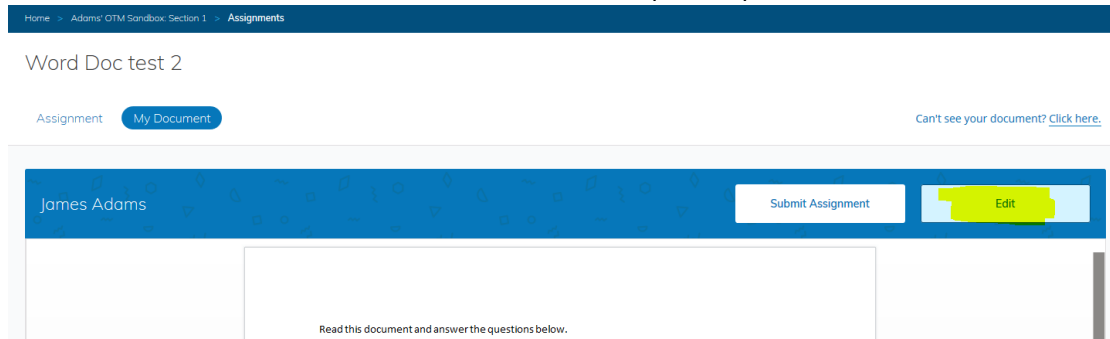 Home > Adams' OTM Sandbox: Section 1 > Assignments
Word Doc test 2
Assignment My Document Can't see your document? Click here.
James Adams Submit Assignment Edit
Read this document and answer the questions below.